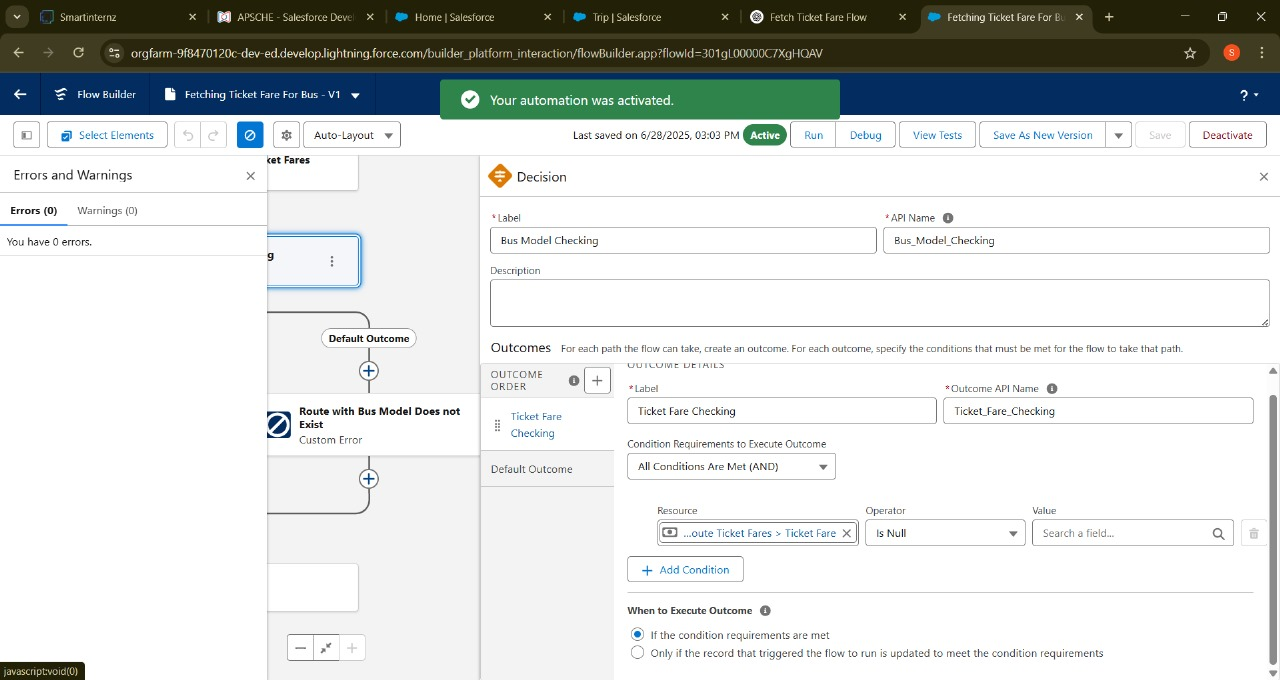 Smartinternz
APSCHE - Salesforce Devel
Home | Salesforce
Trip | Salesforce
Fetch Ticket Fare Flow
Fetching Ticket Fare For Bu
orgfarm-9f8470120c-dev-ed.develop.lightning.force.com/builder_platform_interaction/flowBuilder.app?flowId=301gL00000C7XgHQAV
S
Flow Builder
Fetching Ticket Fare For Bus - V1
Your automation was activated.
?
Select Elements
Auto-Layout
Last saved on 6/28/2025, 03:03 PM
Active
Run
Debug
View Tests
Save As New Version
Save
Deactivate
Errors and Warnings
Errors (0)
Warnings (0)
You have 0 errors.
ket Fares
g
Default Outcome
Route with Bus Model Does not
Exist
Custom Error
Decision
*Label
*API Name
Bus Model Checking
Bus_Model_Checking
Description
Outcomes
For each path the flow can take, create an outcome. For each outcome, specify the conditions that must be met for the flow to take that path.
OUTCOME
ORDER
Ticket Fare
Checking
Default Outcome
OUTCOME DETAILS
*Label
*Outcome API Name
Ticket Fare Checking
Ticket_Fare_Checking
Condition Requirements to Execute Outcome
All Conditions Are Met (AND)
Resource
Operator
Value
...oute Ticket Fares > Ticket Fare
Is Null
Search a field...
+ Add Condition
When to Execute Outcome
If the condition requirements are met
Only if the record that triggered the flow to run is updated to meet the condition requirements
javascript:void(0)